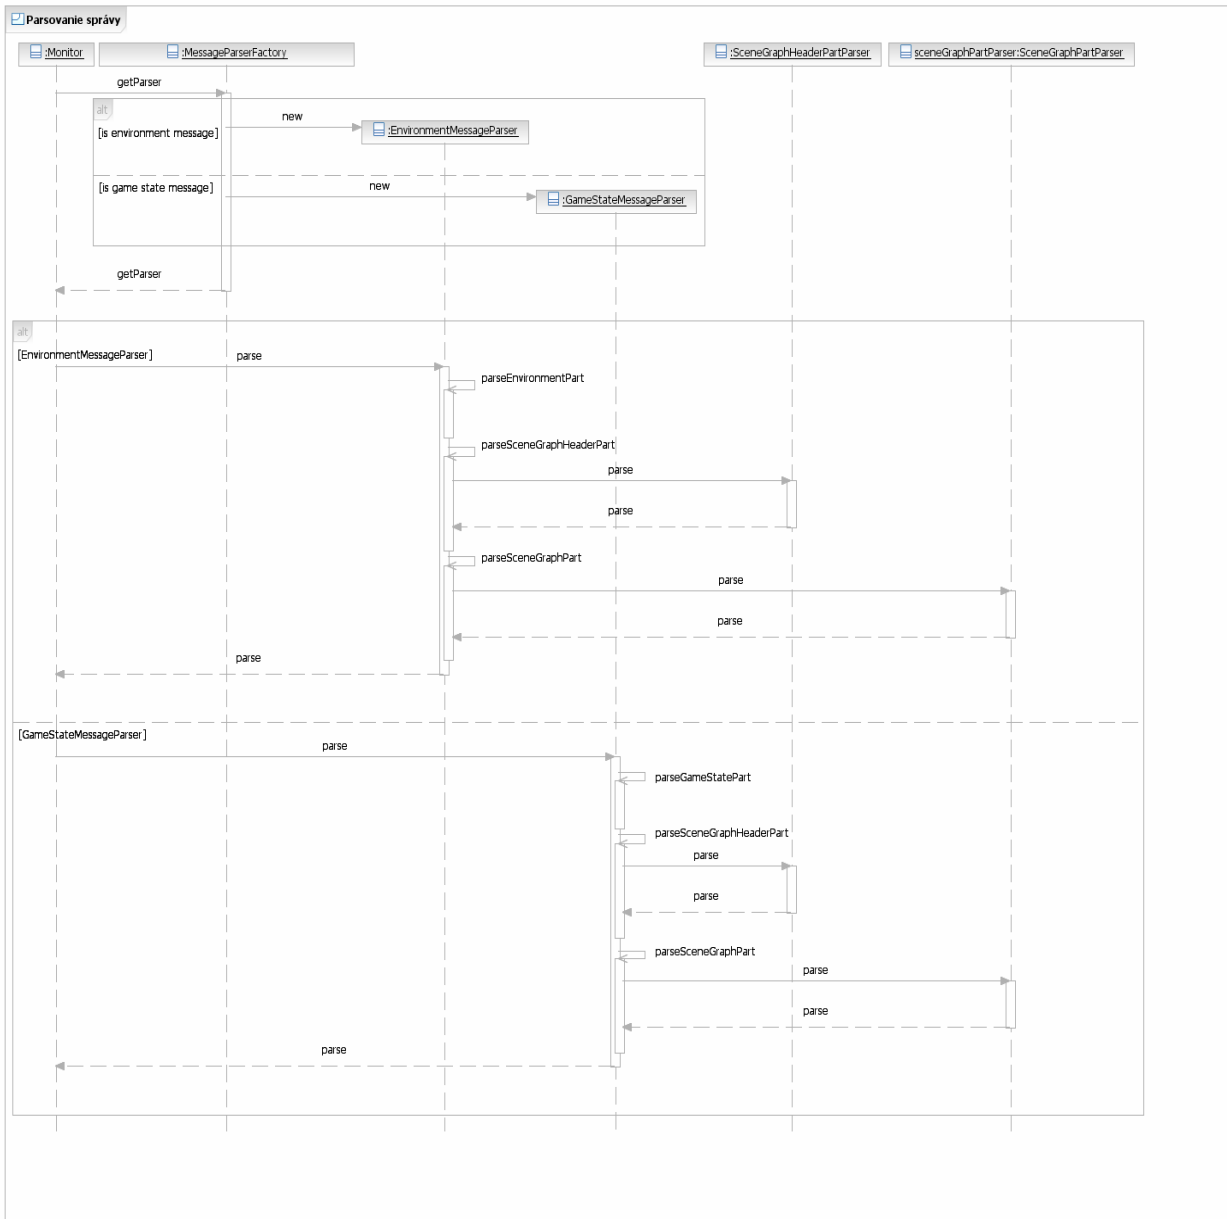 Parsovanie správy
:Monitor
:MessageParserFactory
:SceneGraphHeaderPartParser
sceneGraphPartParser:SceneGraphPartParser
getParser
alt
[is environment message]
new
:EnvironmentMessageParser
[is game state message]
new
:GameStateMessageParser
getParser
alt
[EnvironmentMessageParser]
parse
parseEnvironmentPart
parseSceneGraphHeaderPart
parse
parse
parseSceneGraphPart
parse
parse
parse
[GameStateMessageParser]
parse
parseGameStatePart
parseSceneGraphHeaderPart
parse
parse
parseSceneGraphPart
parse
parse
parse